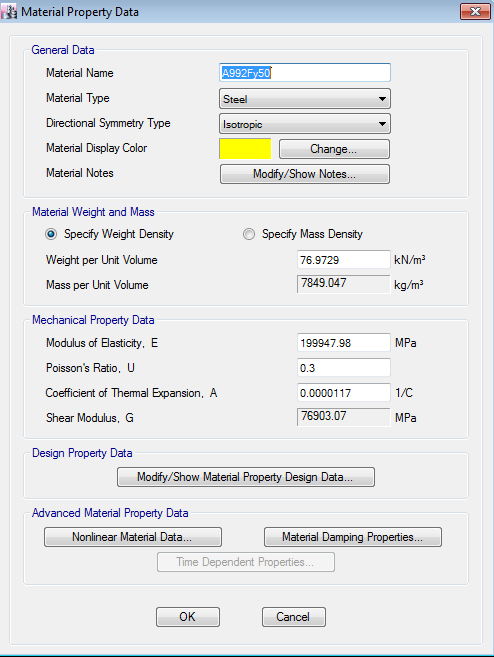 Material Property Data
General Data
Material Name A992Fy50
Material Type Steel
Directional Symmetry Type Isotropic
Material Display Color Change...
Material Notes Modify/Show Notes...
Material Weight and Mass
Specify Weight Density Specify Mass Density
Weight per Unit Volume 76.9729 kN/m³
Mass per Unit Volume 7849.047 kg/m³
Mechanical Property Data
Modulus of Elasticity, E 199947.98 MPa
Poisson's Ratio, U 0.3
Coefficient of Thermal Expansion, A 0.0000117 1/C
Shear Modulus, G 76903.07 MPa
Design Property Data
Modify/Show Material Property Design Data...
Advanced Material Property Data
Nonlinear Material Data... Material Damping Properties...
Time Dependent Properties...
OK Cancel